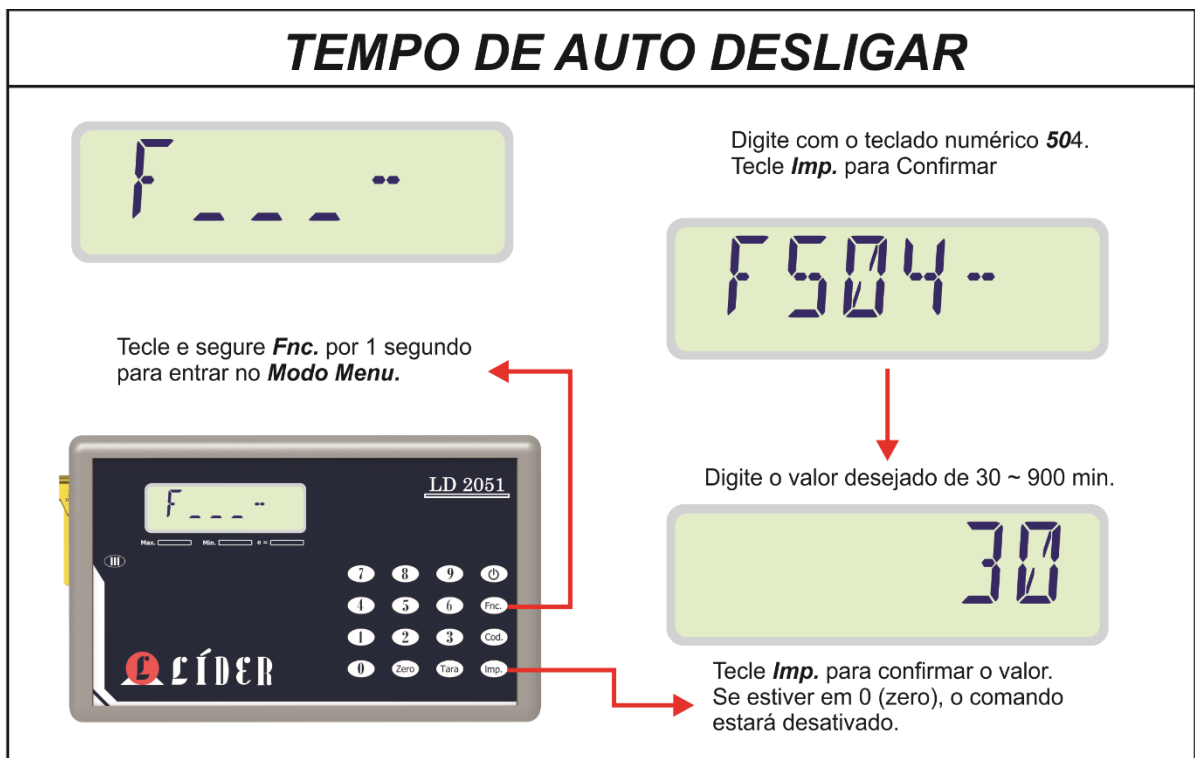 TEMPO DE AUTO DESLIGAR
F _ _ _ -
Tecle e segure Fnc. por 1 segundo
para entrar no Modo Menu.
Digite com o teclado numérico 504.
Tecle Imp. para Confirmar
F504-
Digite o valor desejado de 30 ~ 900 min.
30
Tecle Imp. para confirmar o valor.
Se estiver em 0 (zero), o comando
estará desativado.
LD 2051
F _ _ _ -
Max. Min. e =
III
7 8 9
4 5 6 Fnc.
1 2 3 Cod.
0 Zero Tara Imp.
L LÍDER